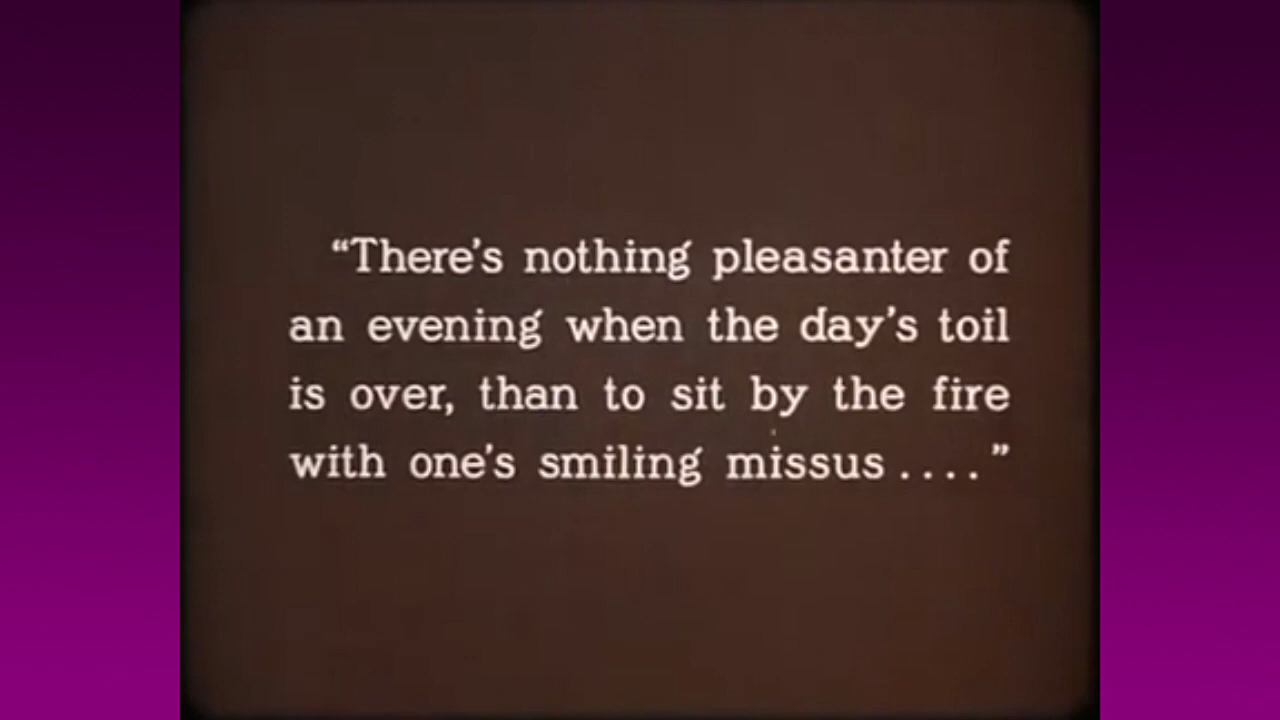 “There’s nothing pleasanter of
an evening when the day’s toil
is over, than to sit by the fire
with one’s smiling missus . . . . ”